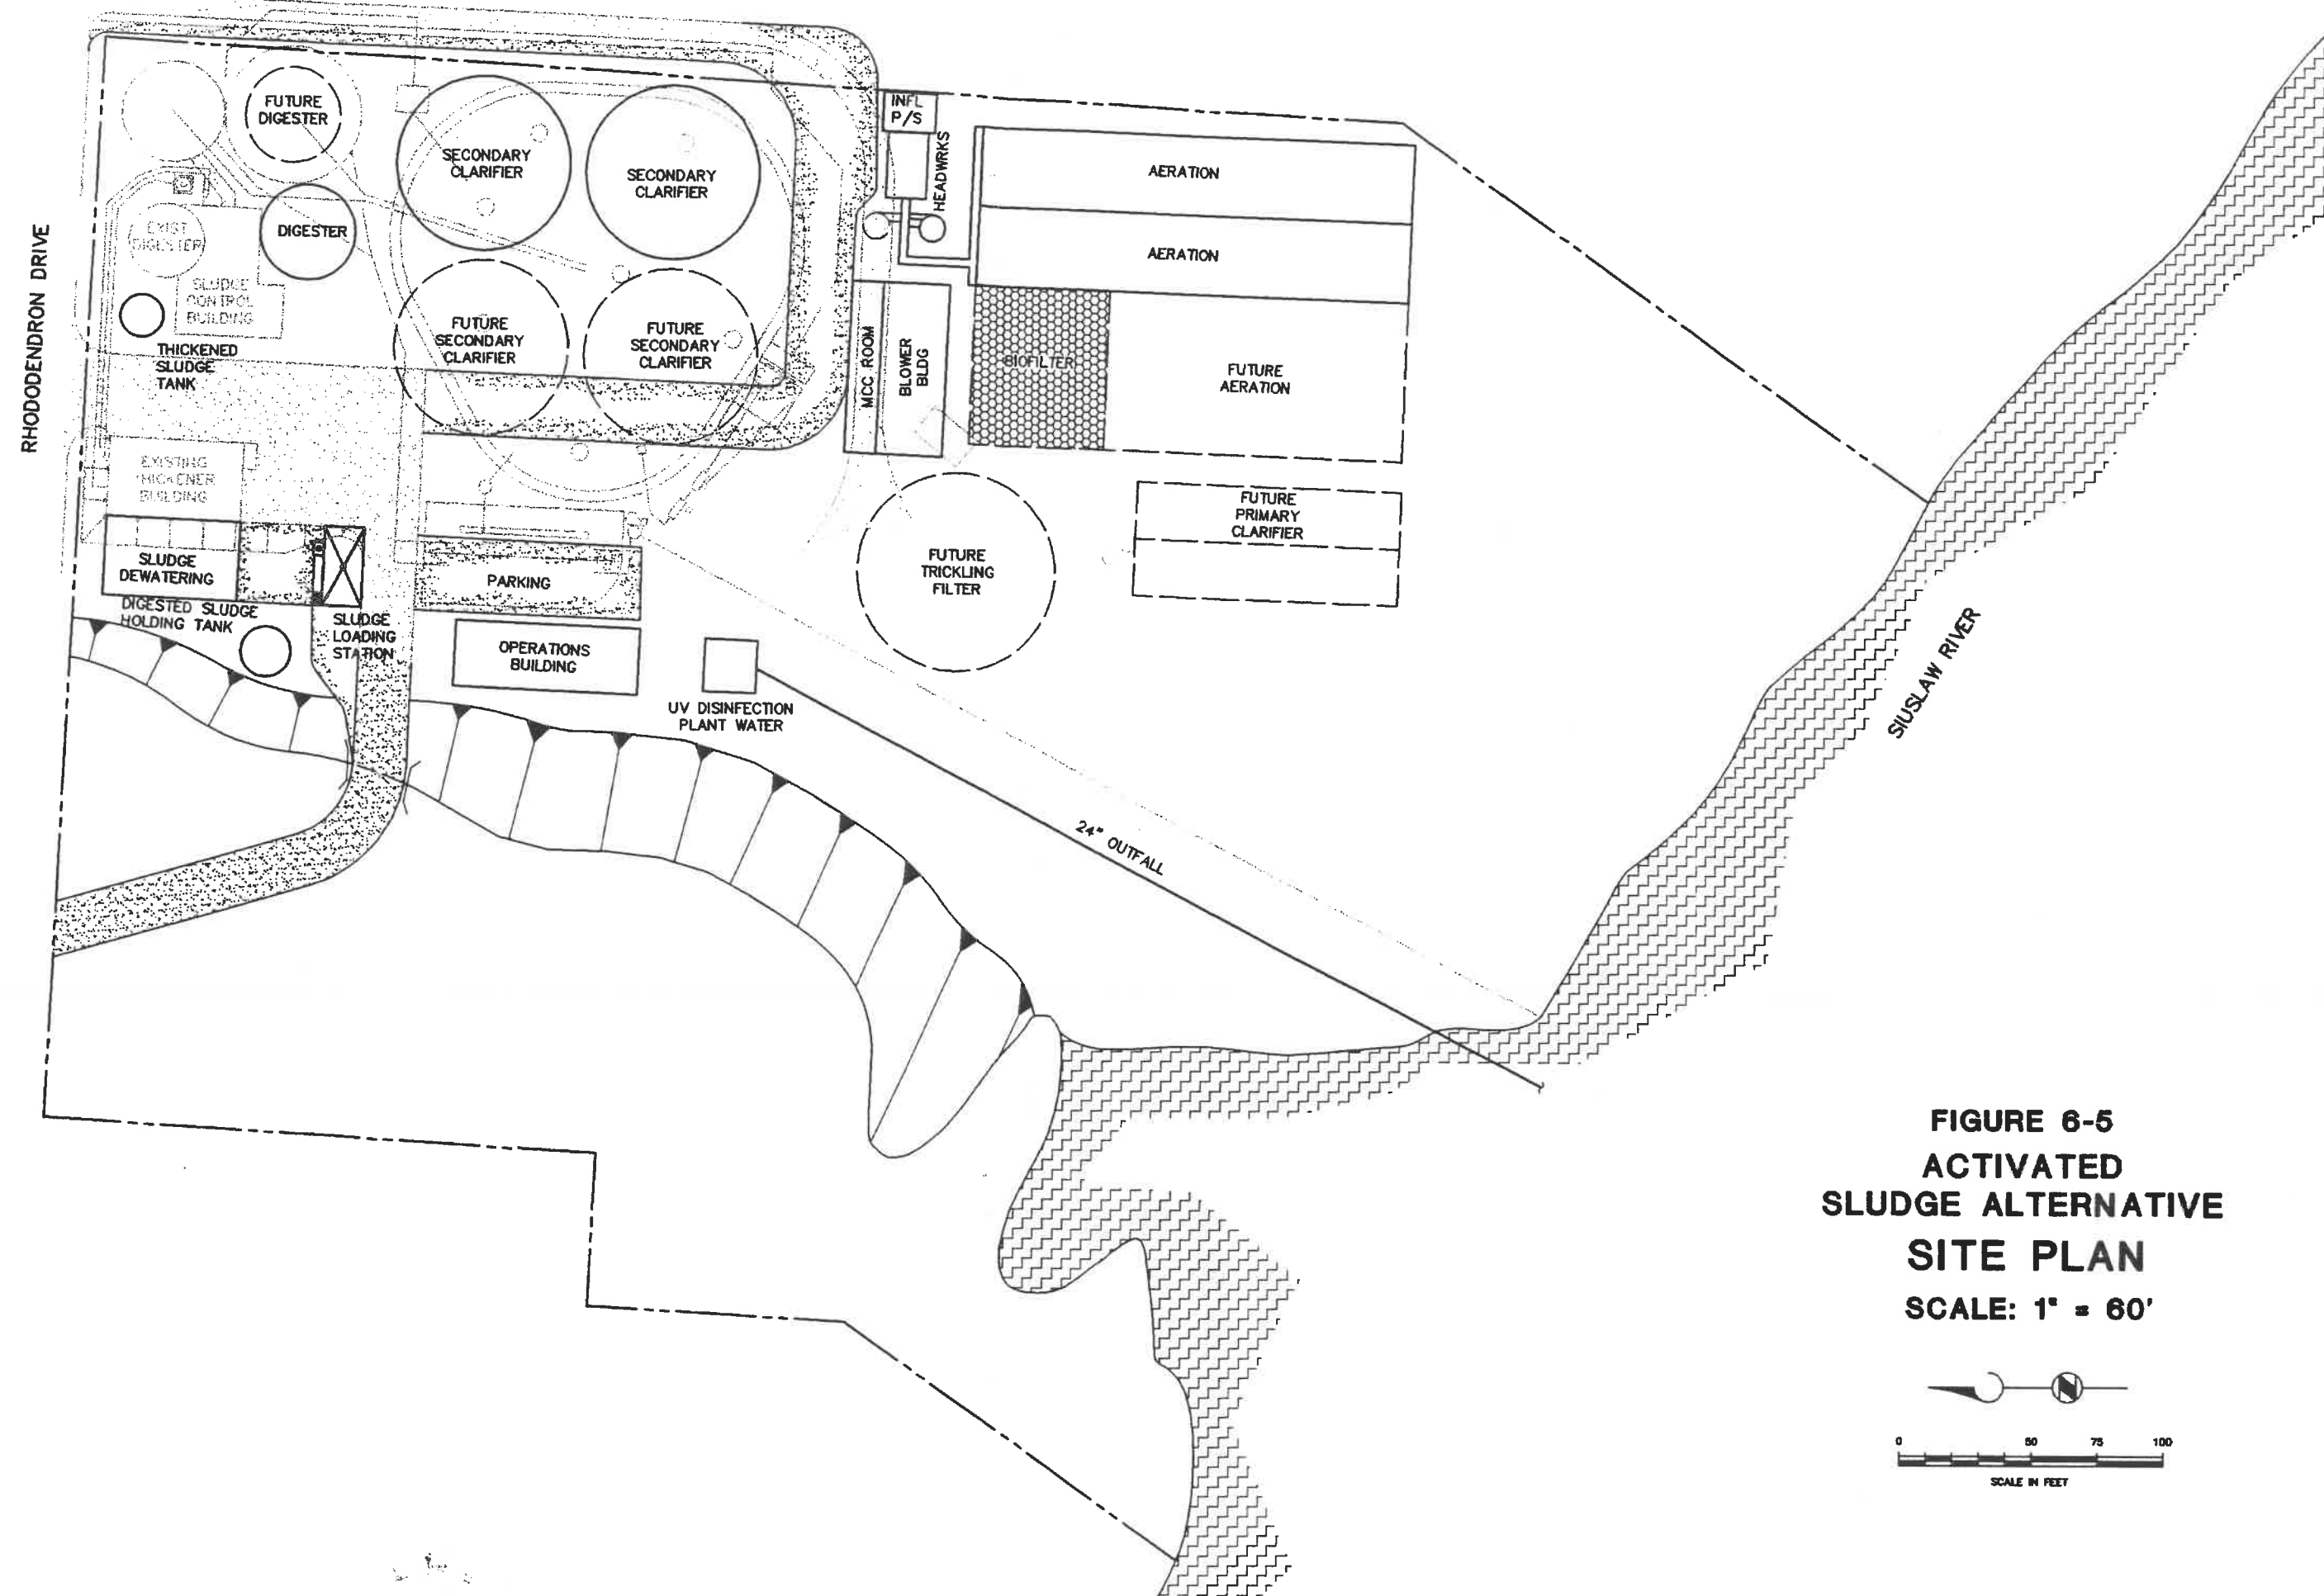 RHODODENDRON DRIVE
FUTURE
DIGESTER
SECONDARY
CLARIFIER
SECONDARY
CLARIFIER
INFL
P/S
HEADWRKS
AERATION
AERATION
EXIST
DIGESTER
DIGESTER
SLUDGE
CONTROL
BUILDING
THICKENED
SLUDGE
TANK
FUTURE
SECONDARY
CLARIFIER
FUTURE
SECONDARY
CLARIFIER
MCC ROOM
BLOWER
BLDG
BIOFILTER
FUTURE
AERATION
EXISTING
THICKENER
BUILDING
FUTURE
PRIMARY
CLARIFIER
SLUDGE
DEWATERING
PARKING
FUTURE
TRICKLING
FILTER
DIGESTED SLUDGE
HOLDING TANK
SLUDGE
LOADING
STATION
OPERATIONS
BUILDING
UV DISINFECTION
PLANT WATER
SIUSLAW RIVER
24" OUTFALL
FIGURE 6-5
ACTIVATED
SLUDGE ALTERNATIVE
SITE PLAN
SCALE: 1" = 60'
N
0 50 75 100
SCALE IN FEET